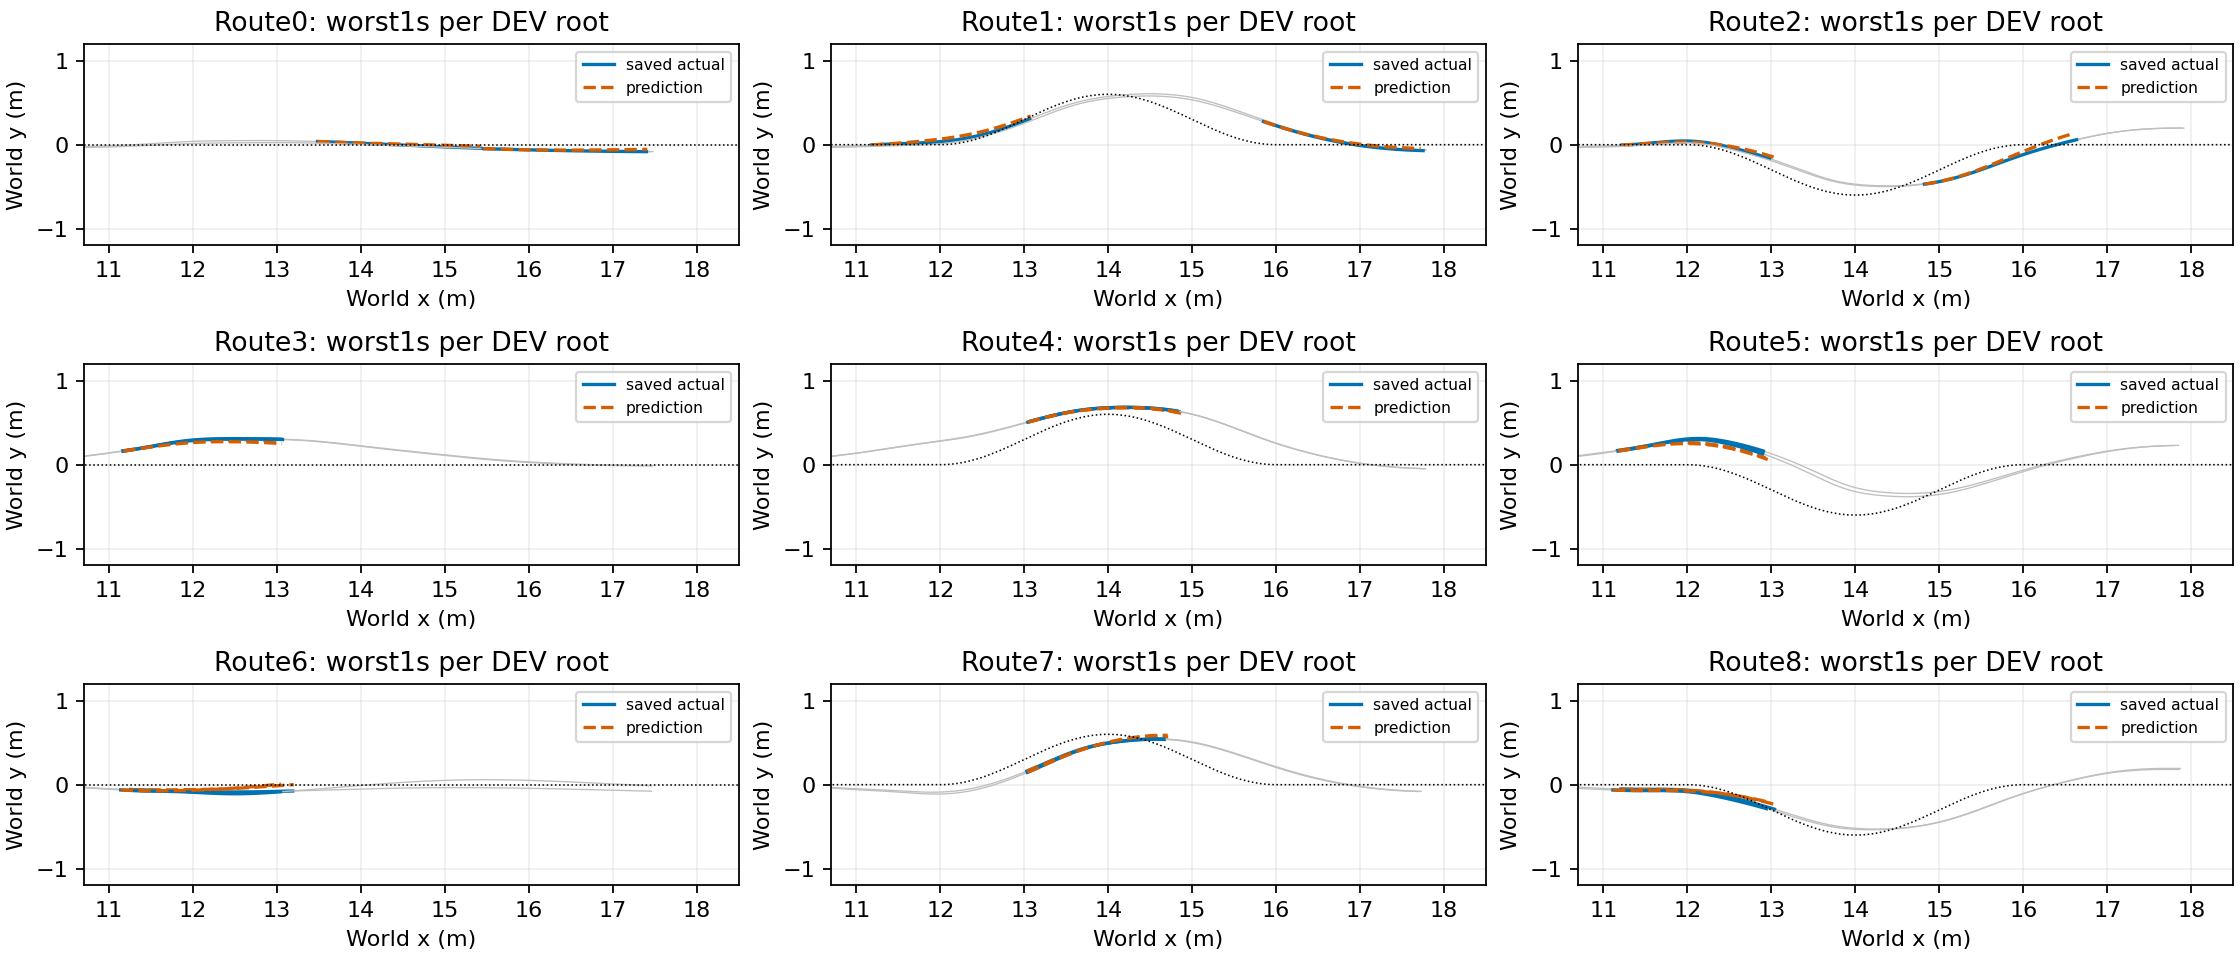 Route0: worst1s per DEV root
Route1: worst1s per DEV root
Route2: worst1s per DEV root
World y (m)
1
0
−1
saved actual
prediction
11 12 13 14 15 16 17 18
World x (m)
World y (m)
1
0
−1
saved actual
prediction
11 12 13 14 15 16 17 18
World x (m)
World y (m)
1
0
−1
saved actual
prediction
11 12 13 14 15 16 17 18
World x (m)
Route3: worst1s per DEV root
Route4: worst1s per DEV root
Route5: worst1s per DEV root
World y (m)
1
0
−1
saved actual
prediction
11 12 13 14 15 16 17 18
World x (m)
World y (m)
1
0
−1
saved actual
prediction
11 12 13 14 15 16 17 18
World x (m)
World y (m)
1
0
−1
saved actual
prediction
11 12 13 14 15 16 17 18
World x (m)
Route6: worst1s per DEV root
Route7: worst1s per DEV root
Route8: worst1s per DEV root
World y (m)
1
0
−1
saved actual
prediction
11 12 13 14 15 16 17 18
World x (m)
World y (m)
1
0
−1
saved actual
prediction
11 12 13 14 15 16 17 18
World x (m)
World y (m)
1
0
−1
saved actual
prediction
11 12 13 14 15 16 17 18
World x (m)